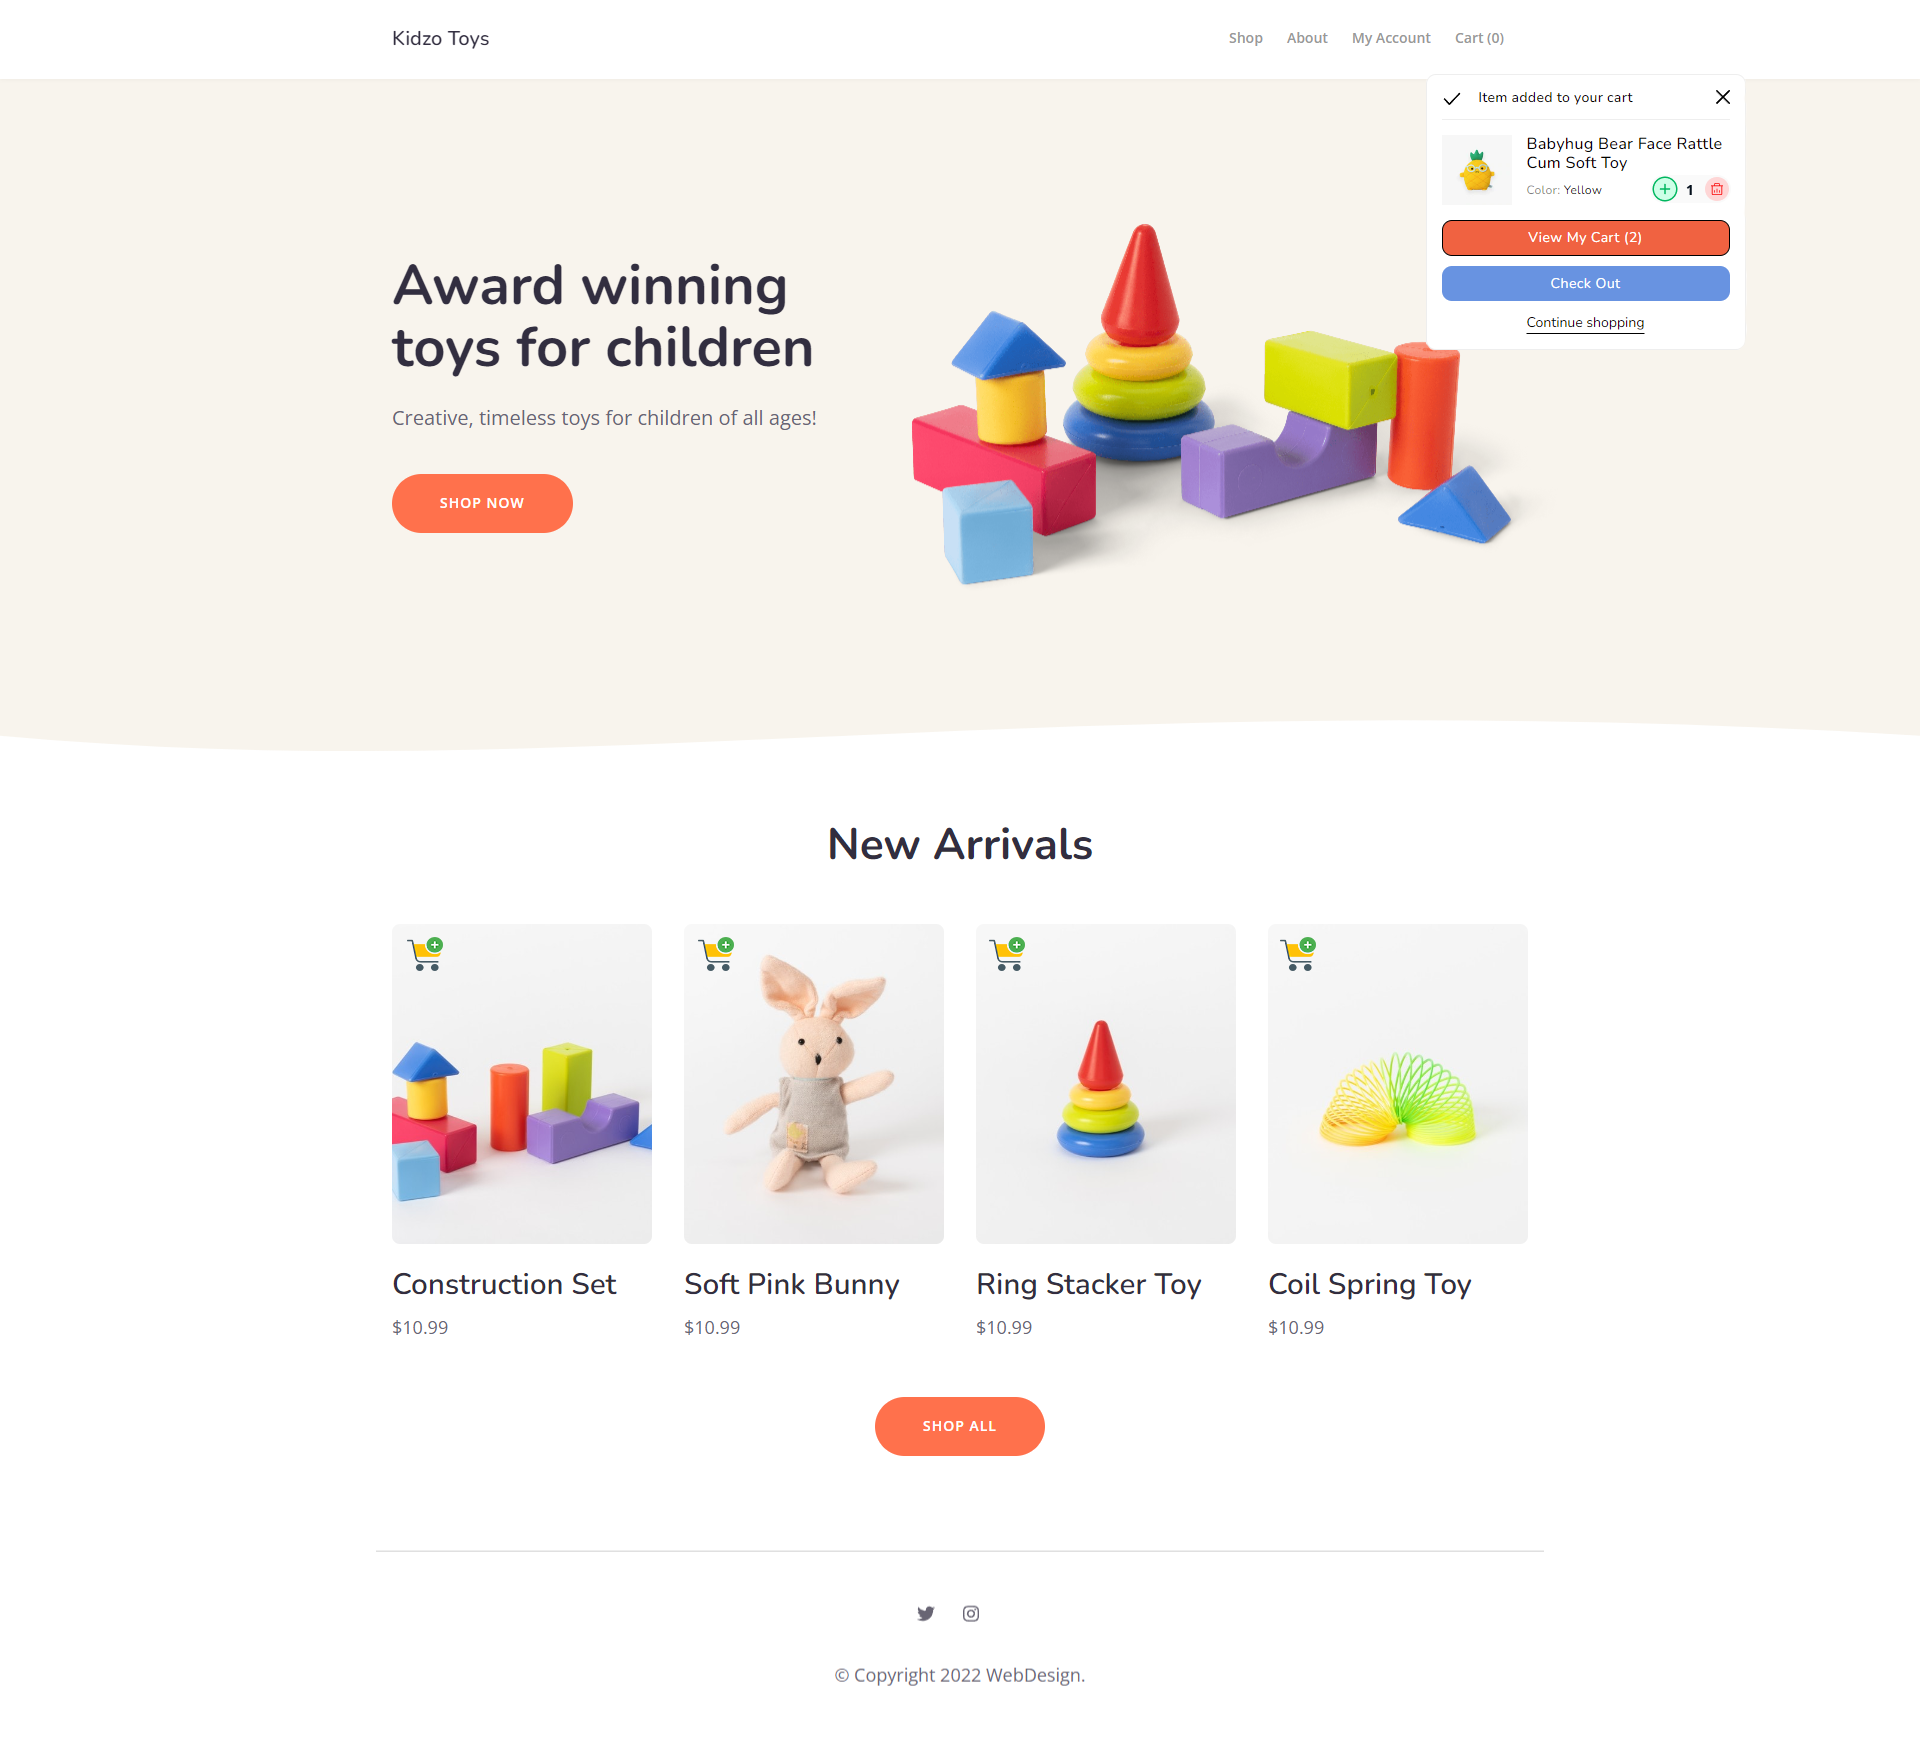 Kidzo Toys
Shop
About
My Account
Cart (0)
Item added to your cart
Babyhug Bear Face Rattle
Cum Soft Toy
Color: Yellow
1
View My Cart (2)
Check Out
Continue shopping
Award winning
toys for children
Creative, timeless toys for children of all ages!
SHOP NOW
New Arrivals
Construction Set
$10.99
Soft Pink Bunny
$10.99
Ring Stacker Toy
$10.99
Coil Spring Toy
$10.99
SHOP ALL
© Copyright 2022 WebDesign.